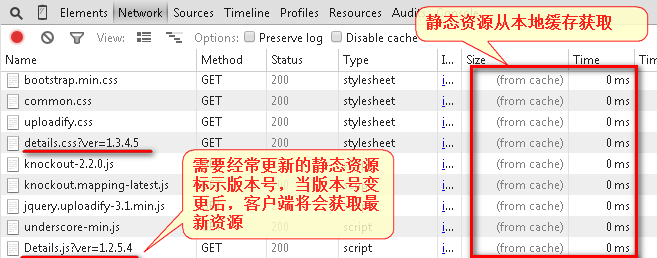 Elements Network Sources Timeline Profiles Resources
静态资源从本地缓存获取
View: Preserve log Disable cache
Name Method Status Type I... Size Time
bootstrap.min.css GET 200 stylesheet i... (from cache) 0 ms
common.css GET 200 stylesheet i... (from cache) 0 ms
uploadify.css GET 200 stylesheet i... (from cache) 0 ms
details.css?ver=1.3.4.5 GET 200 stylesheet i... (from cache) 0 ms
knockout-2.2.0.js i... (from cache) 0 ms
knockout.mapping-latest.js i... (from cache) 0 ms
jquery.uploadify-3.1.min.js i... (from cache) 0 ms
underscore-min.js i... (from cache) 0 ms
Details.js?ver=1.2.5.4 GET 200 script i... (from cache) 0 ms
需要经常更新的静态资源
标示版本号，当版本号变
更后，客户端将会获取最
新资源